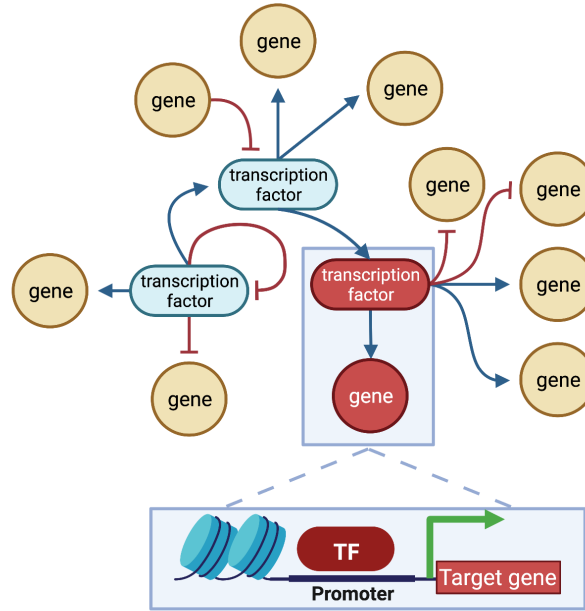 gene
gene
gene
transcription
factor
gene
gene
gene
transcription
factor
transcription
factor
gene
gene
gene
gene
gene
TF
Promoter
Target gene